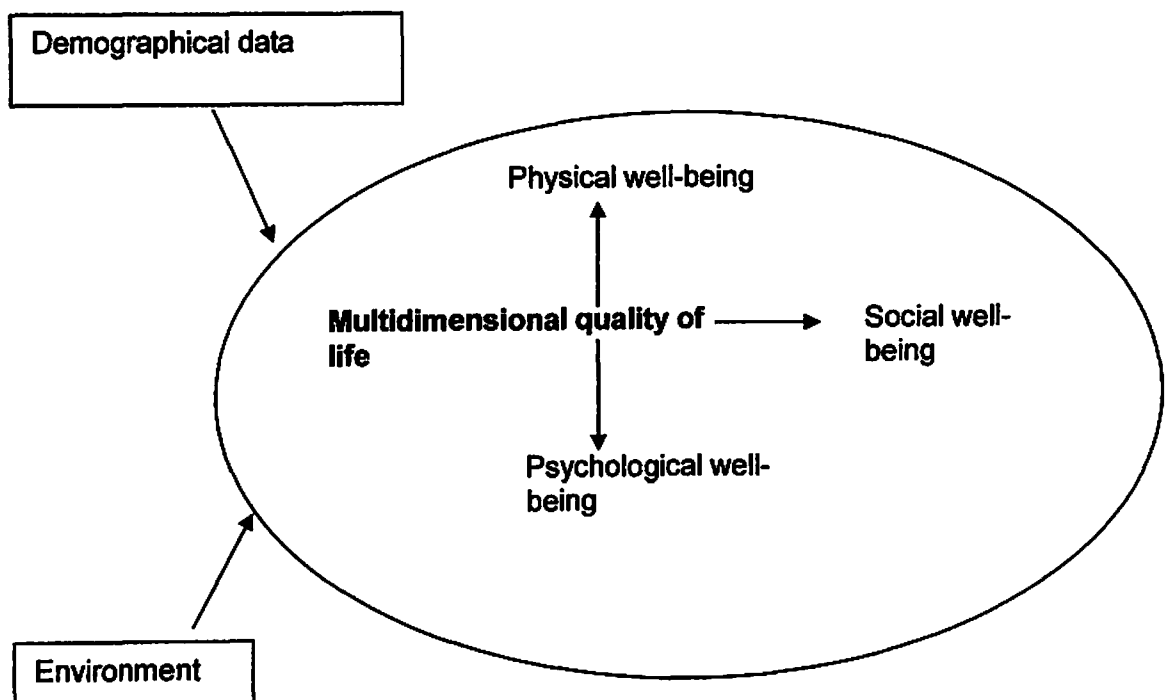 Demographical data
Physical well-being
Multidimensional quality of
life
Social well-
being
Psychological well-
being
Environment